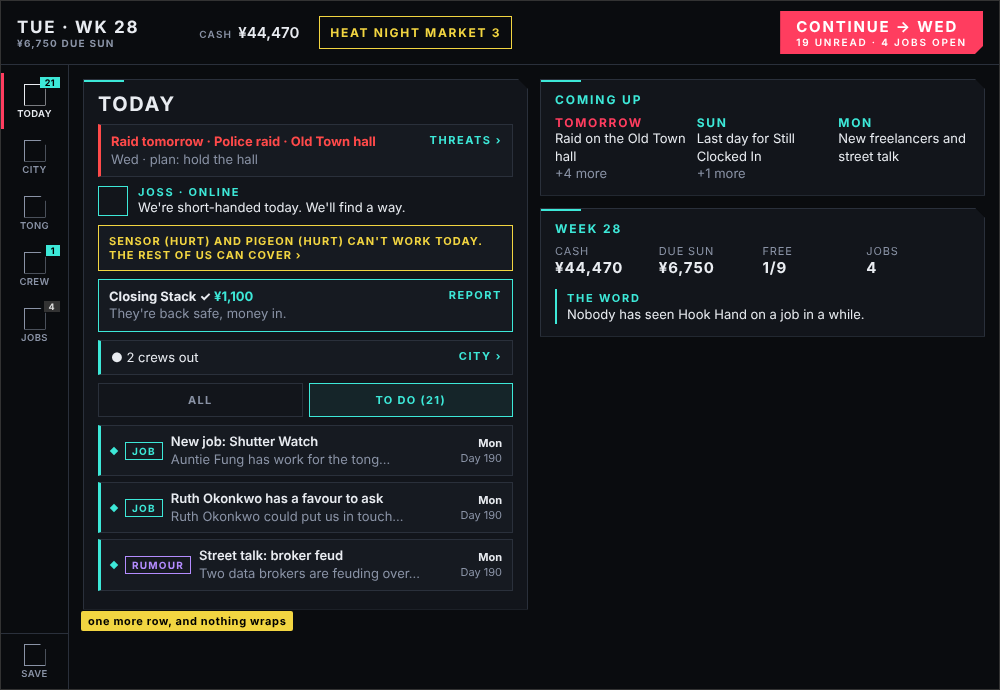 TUE · WK 28
¥6,750 DUE SUN
CASH ¥44,470
HEAT NIGHT MARKET 3
CONTINUE → WED
19 UNREAD · 4 JOBS OPEN
21
TODAY
CITY
TONG
1
CREW
4
JOBS
SAVE
TODAY
Raid tomorrow · Police raid · Old Town hall
THREATS ›
Wed · plan: hold the hall
JOSS · ONLINE
We're short-handed today. We'll find a way.
SENSOR (HURT) AND PIGEON (HURT) CAN'T WORK TODAY.
THE REST OF US CAN COVER ›
Closing Stack ✓ ¥1,100
REPORT
They're back safe, money in.
2 crews out
CITY ›
ALL
TO DO (21)
JOB
New job: Shutter Watch
Auntie Fung has work for the tong...
Mon
Day 190
JOB
Ruth Okonkwo has a favour to ask
Ruth Okonkwo could put us in touch...
Mon
Day 190
RUMOUR
Street talk: broker feud
Two data brokers are feuding over...
Mon
Day 190
one more row, and nothing wraps
COMING UP
TOMORROW
Raid on the Old Town
hall
+4 more
SUN
Last day for Still
Clocked In
+1 more
MON
New freelancers and
street talk
WEEK 28
CASH
¥44,470
DUE SUN
¥6,750
FREE
1/9
JOBS
4
THE WORD
Nobody has seen Hook Hand on a job in a while.